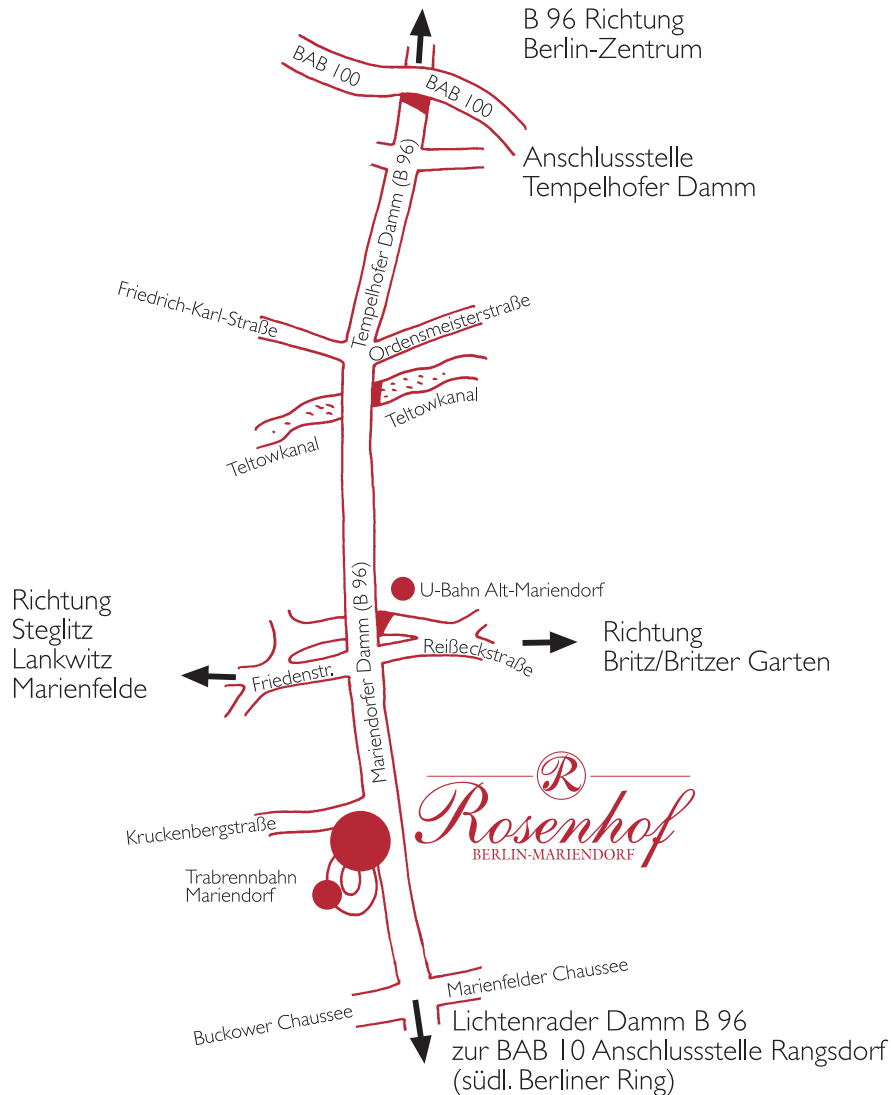 B 96 Richtung
Berlin-Zentrum
BAB 100
BAB 100
Anschlussstelle
Tempelhofer Damm
Tempelhofer Damm (B 96)
Friedrich-Karl-Straße
Ordensmeisterstraße
Teltowkanal
Teltowkanal
U-Bahn Alt-Mariendorf
Richtung
Steglitz
Lankwitz
Marienfelde
Friedenstr.
Mariendorfer Damm (B 96)
Reißeckstraße
Richtung
Britz/Britzer Garten
R
Rosenhof
BERLIN-MARIENDORF
Kruckenbergstraße
Trabrennbahn
Mariendorf
Marienfelder Chaussee
Buckower Chaussee
Lichtenrader Damm B 96
zur BAB 10 Anschlussstelle Rangsdorf
(südl. Berliner Ring)